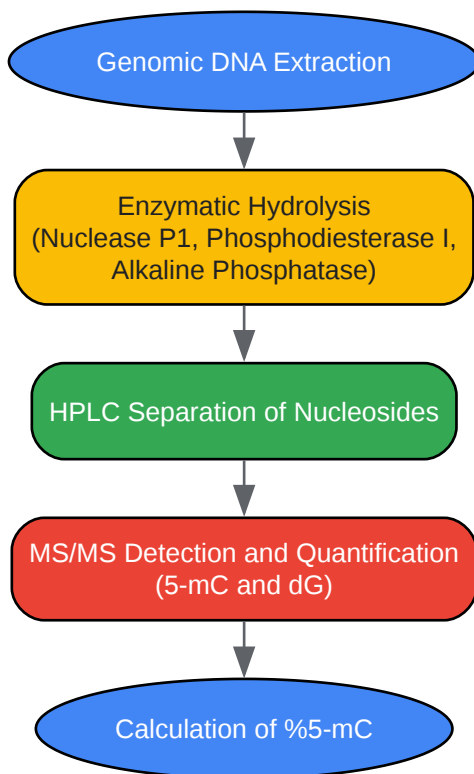 Genomic DNA Extraction
Enzymatic Hydrolysis
(Nuclease P1, Phosphodiesterase I,
Alkaline Phosphatase)
HPLC Separation of Nucleosides
MS/MS Detection and Quantification
(5-mC and dG)
Calculation of %5-mC